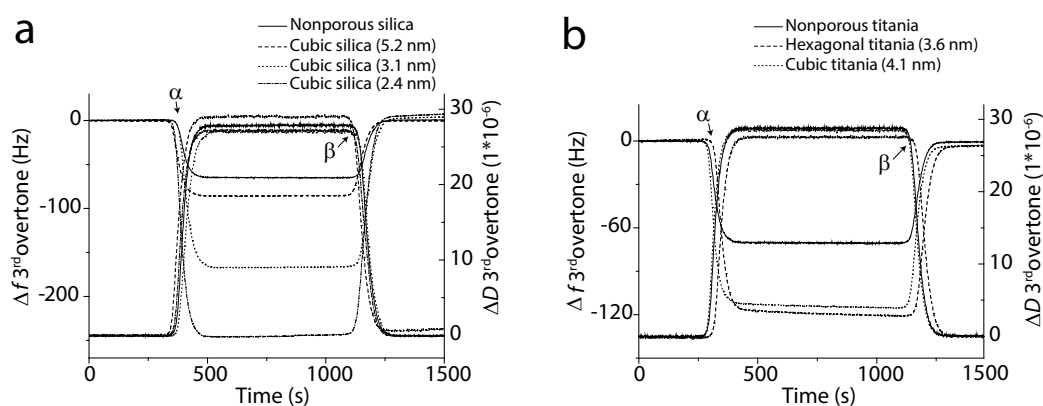 a
Nonporous silica
Cubic silica (5.2 nm)
Cubic silica (3.1 nm)
Cubic silica (2.4 nm)
α
β
0
-100
-200
Δf 3rd overtone (Hz)
30
20
10
0
ΔD 3rd overtone (1*10-6)
0
500
1000
1500
Time (s)
b
Nonporous titania
Hexagonal titania (3.6 nm)
Cubic titania (4.1 nm)
α
β
0
-60
-120
Δf 3rd overtone (Hz)
30
20
10
0
ΔD 3rd overtone (1*10-6)
0
500
1000
1500
Time (s)